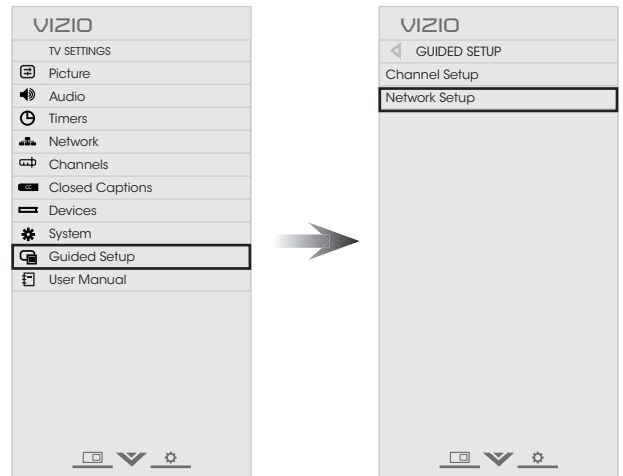 VIZIO
TV SETTINGS
Picture
Audio
Timers
Network
Channels
CC
Closed Captions
Devices
System
Guided Setup
User Manual
VIZIO
GUIDED SETUP
Channel Setup
Network Setup